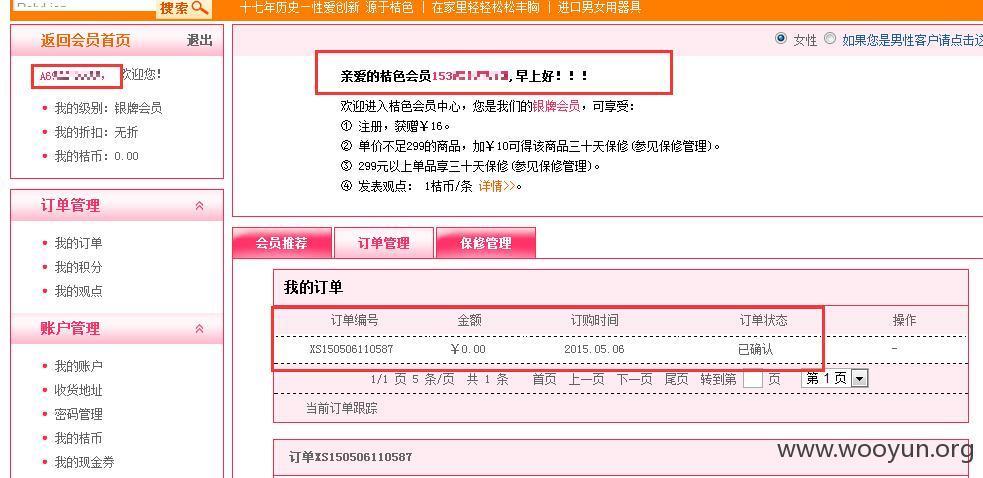 搜索
十七年历史—性爱创新 源于桔色 | 在家里轻轻松松丰胸 | 进口男女用器具
返回会员首页 退出
欢迎您!
• 我的级别: 银牌会员
• 我的折扣: 无折
• 我的桔币: 0.00
订单管理
• 我的订单
• 我的积分
• 我的观点
账户管理
• 我的账户
• 收货地址
• 密码管理
• 我的桔币
• 我的现金券
女性 如果您是男性客户请点击这
亲爱的桔色会员153 ,早上好!!!
欢迎进入桔色会员中心, 您是我们的银牌会员, 可享受:
① 注册, 获赠¥16。
② 单价不足299的商品, 加¥10可得该商品三十天保修(参见保修管理)。
③ 299元以上单品享三十天保修(参见保修管理)。
④ 发表观点: 1桔币/条 详情>>。
会员推荐 订单管理 保修管理
我的订单
订单编号 金额 订购时间 订单状态 操作
XS150506110587 ¥0.00 2015.05.06 已确认 -
1/1 页 5 条/页 共 1 条 首页 上一页 下一页 尾页 转到第 页 第 1 页
当前订单跟踪
订单XS150506110587
www.wooyun.org